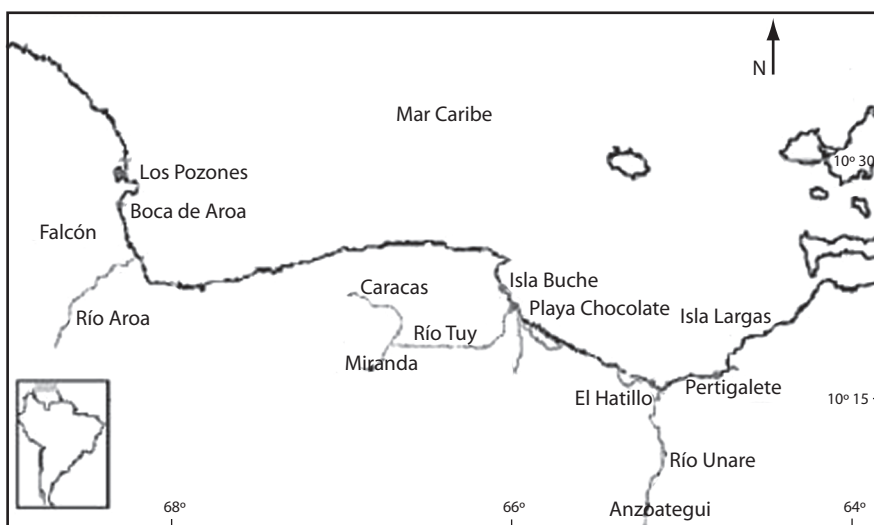 N
Mar Caribe
10º 30
Los Pozones
Boca de Aroa
Falcón
Isla Buche
Caracas
Playa Chocolate
Isla Largas
Río Aroa
Río Tuy
Miranda
Pertigalete
El Hatillo
10º 15
Río Unare
68º
66º
Anzoategui
64º